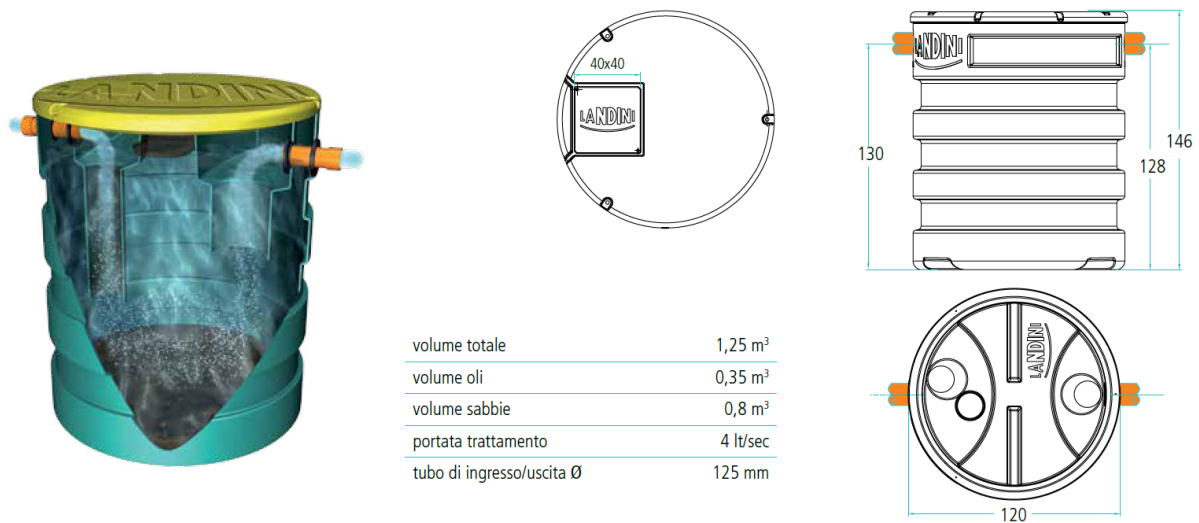 LANDINI
40x40
LANDINI
LANDINI
130
128
146
volume totale 1,25 m³
volume oli 0,35 m³
volume sabbie 0,8 m³
portata trattamento 4 lt/sec
tubo di ingresso/uscita Ø 125 mm
LANDINI
120